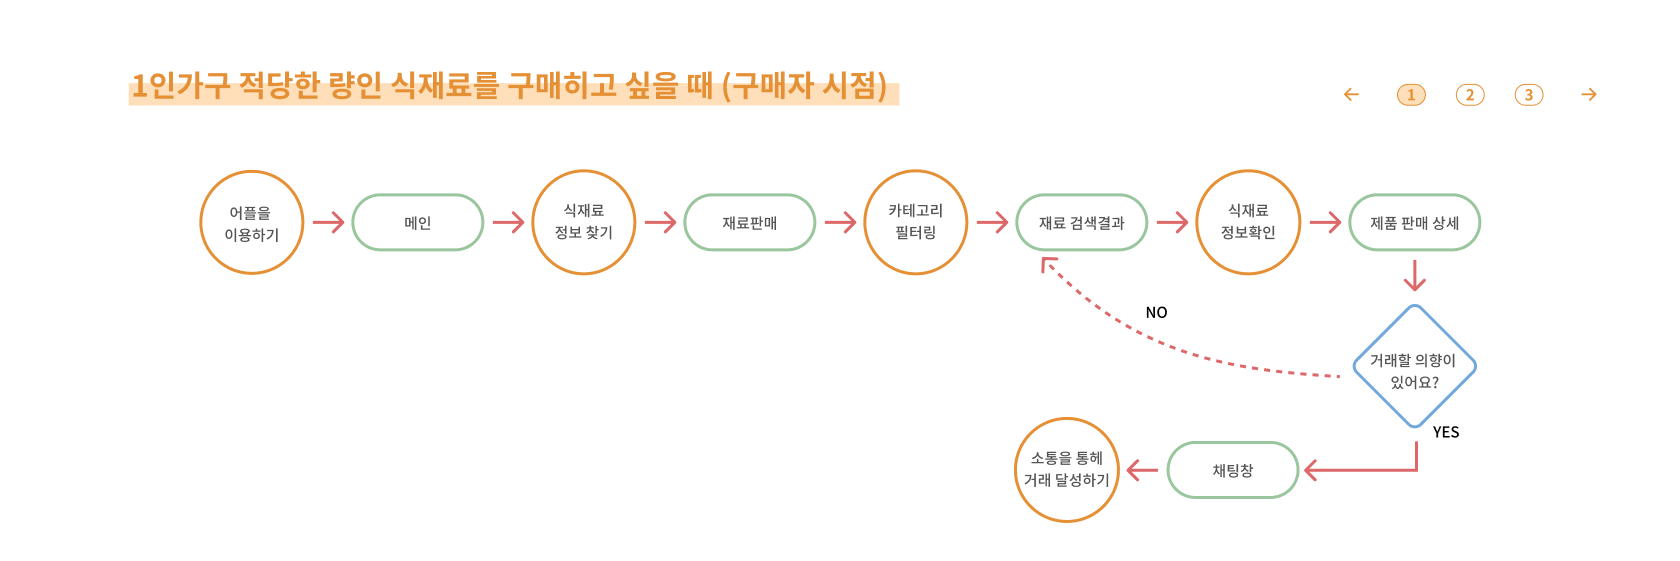 1인가구 적당한 량인 식재료를 구매히고 싶을 때 (구매자 시점)
← 1 2 3 →
어플을
이용하기
메인
식재료
정보 찾기
재료판매
카테고리
필터링
재료 검색결과
식재료
정보확인
제품 판매 상세
NO
거래할 의향이
있어요?
YES
소통을 통헤
거래 달성하기
채팅창